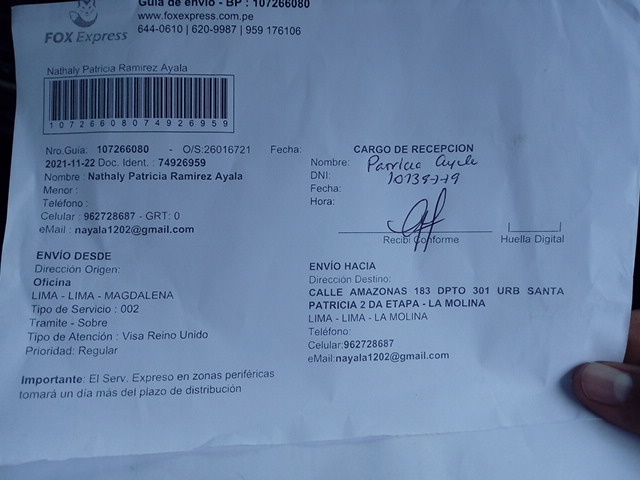 Guía de envío - BP : 107266080
www.foxexpress.com.pe
644-0610 | 620-9987 | 959 176106
FOX Express
Nathaly Patricia Ramirez Ayala
10726608074926959
Nro.Guía: 107266080 - O/S:26016721 Fecha:
2021-11-22 Doc. Ident. : 74926959
Nombre : Nathaly Patricia Ramirez Ayala
Menor :
Teléfono :
Celular : 962728687 - GRT: 0
eMail : nayala1202@gmail.com
ENVÍO DESDE
Dirección Origen:
Oficina
LIMA - LIMA - MAGDALENA
Tipo de Servicio : 002
Tramite - Sobre
Tipo de Atención : Visa Reino Unido
Prioridad: Regular
Importante: El Serv. Expreso en zonas periféricas
tomará un día más del plazo de distribución
CARGO DE RECEPCION
Nombre: Patricia Ayala
DNI:
Fecha:
Hora:
Recibí Conforme
Huella Digital
ENVÍO HACIA
Dirección Destino:
CALLE AMAZONAS 183 DPTO 301 URB SANTA
PATRICIA 2 DA ETAPA - LA MOLINA
LIMA - LIMA - LA MOLINA
Teléfono:
Celular:962728687
eMail:nayala1202@gmail.com